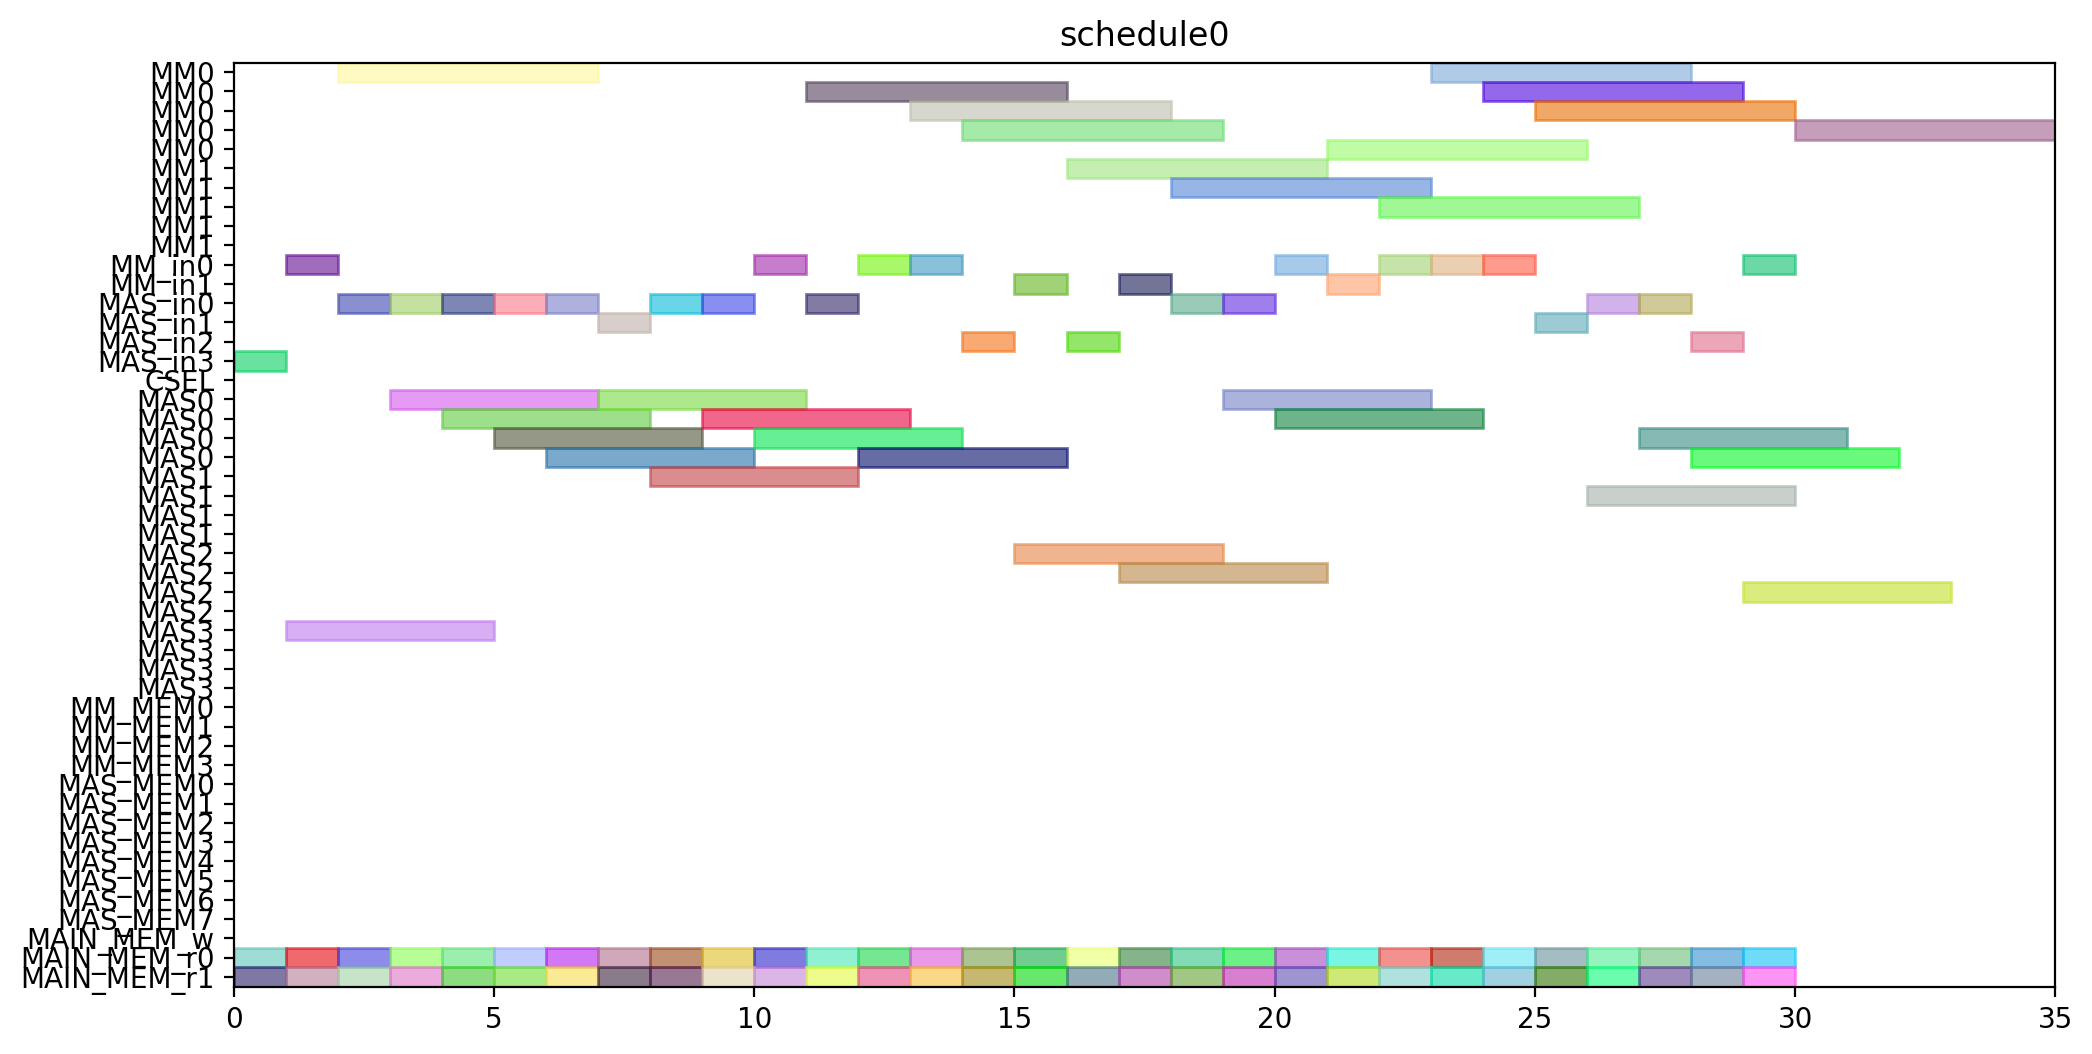 schedule0
MM0
MM0
MM0
MM0
MM0
MM1
MM1
MM1
MM1
MM1
MM_in0
MM_in1
MAS_in0
MAS_in1
MAS_in2
MAS_in3
CSEL
MAS0
MAS0
MAS0
MAS0
MAS1
MAS1
MAS1
MAS1
MAS2
MAS2
MAS2
MAS2
MAS3
MAS3
MAS3
MAS3
MM_MEM0
MM_MEM1
MM_MEM2
MM_MEM3
MAS_MEM0
MAS_MEM1
MAS_MEM2
MAS_MEM3
MAS_MEM4
MAS_MEM5
MAS_MEM6
MAS_MEM7
MAIN_MEM_w
MAIN_MEM_r0
MAIN_MEM_r1
0 5 10 15 20 25 30 35